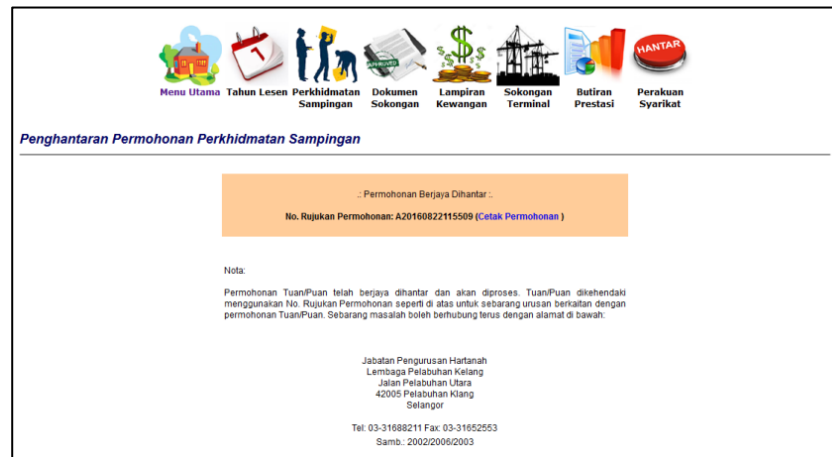 HANTAR
APPROVED
1
Menu Utama Tahun Lesen Perkhidmatan Sampingan Dokumen Sokongan Lampiran Kewangan Sokongan Terminal Butiran Prestasi Perakuan Syarikat
Penghantaran Permohonan Perkhidmatan Sampingan
.: Permohonan Berjaya Dihantar :.
No. Rujukan Permohonan: A20160822115509 (Cetak Permohonan )
Nota:
Permohonan Tuan/Puan telah berjaya dihantar dan akan diproses. Tuan/Puan dikehendaki
menggunakan No. Rujukan Permohonan seperti di atas untuk sebarang urusan berkaitan dengan
permohonan Tuan/Puan. Sebarang masalah boleh berhubung terus dengan alamat di bawah:
Jabatan Pengurusan Hartanah
Lembaga Pelabuhan Kelang
Jalan Pelabuhan Utara
42005 Pelabuhan Klang
Selangor
Tel: 03-31688211 Fax: 03-31652553
Samb.: 2002/2006/2003